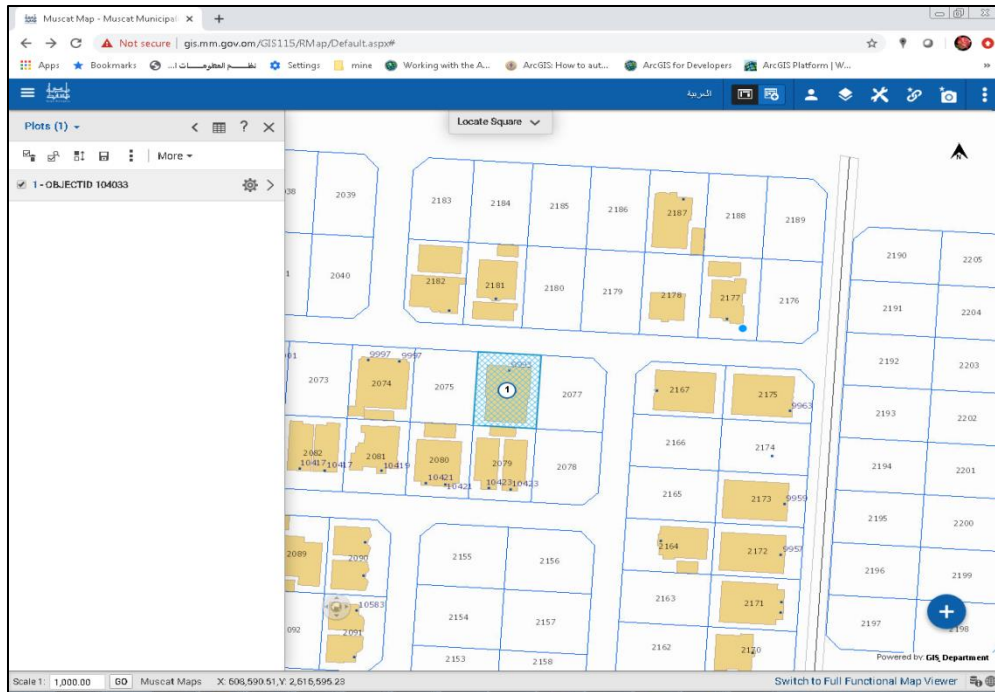 Muscat Map - Muscat Municipal
Not secure | gis.mm.gov.om/GIS115/RMap/Default.aspx#
Apps Bookmarks Settings mine Working with the A... ArcGIS: How to aut... ArcGIS for Developers ArcGIS Platform | W... »
العربية
Plots (1)
Locate Square
More
1 - OBJECTID 104033
N
2039 2183 2184 2185 2186 2187 2188 2189
2190 2205
2040 2182 2181 2180 2179 2178 2177 2176
2191 2204
2192 2203
2073 9997 9997 2074 2075 1 2077 2167 2175 9963
2193 2202
2082 2081 2080 2079 2078 2166 2174
10417 10417 10419 10421 10421 10423 10423
2194 2201
2165 2173 9959
2195 2200
2089 2090 2155 2156 2164 2172 9957
2196 2199
10583 2091 2154 2157 2163 2171
2197 2198
2153 2158 2162 2170
Powered by: GIS Department
Scale 1: 1,000.00 GO Muscat Maps X: 608,590.51,Y: 2,616,595.23 Switch to Full Functional Map Viewer